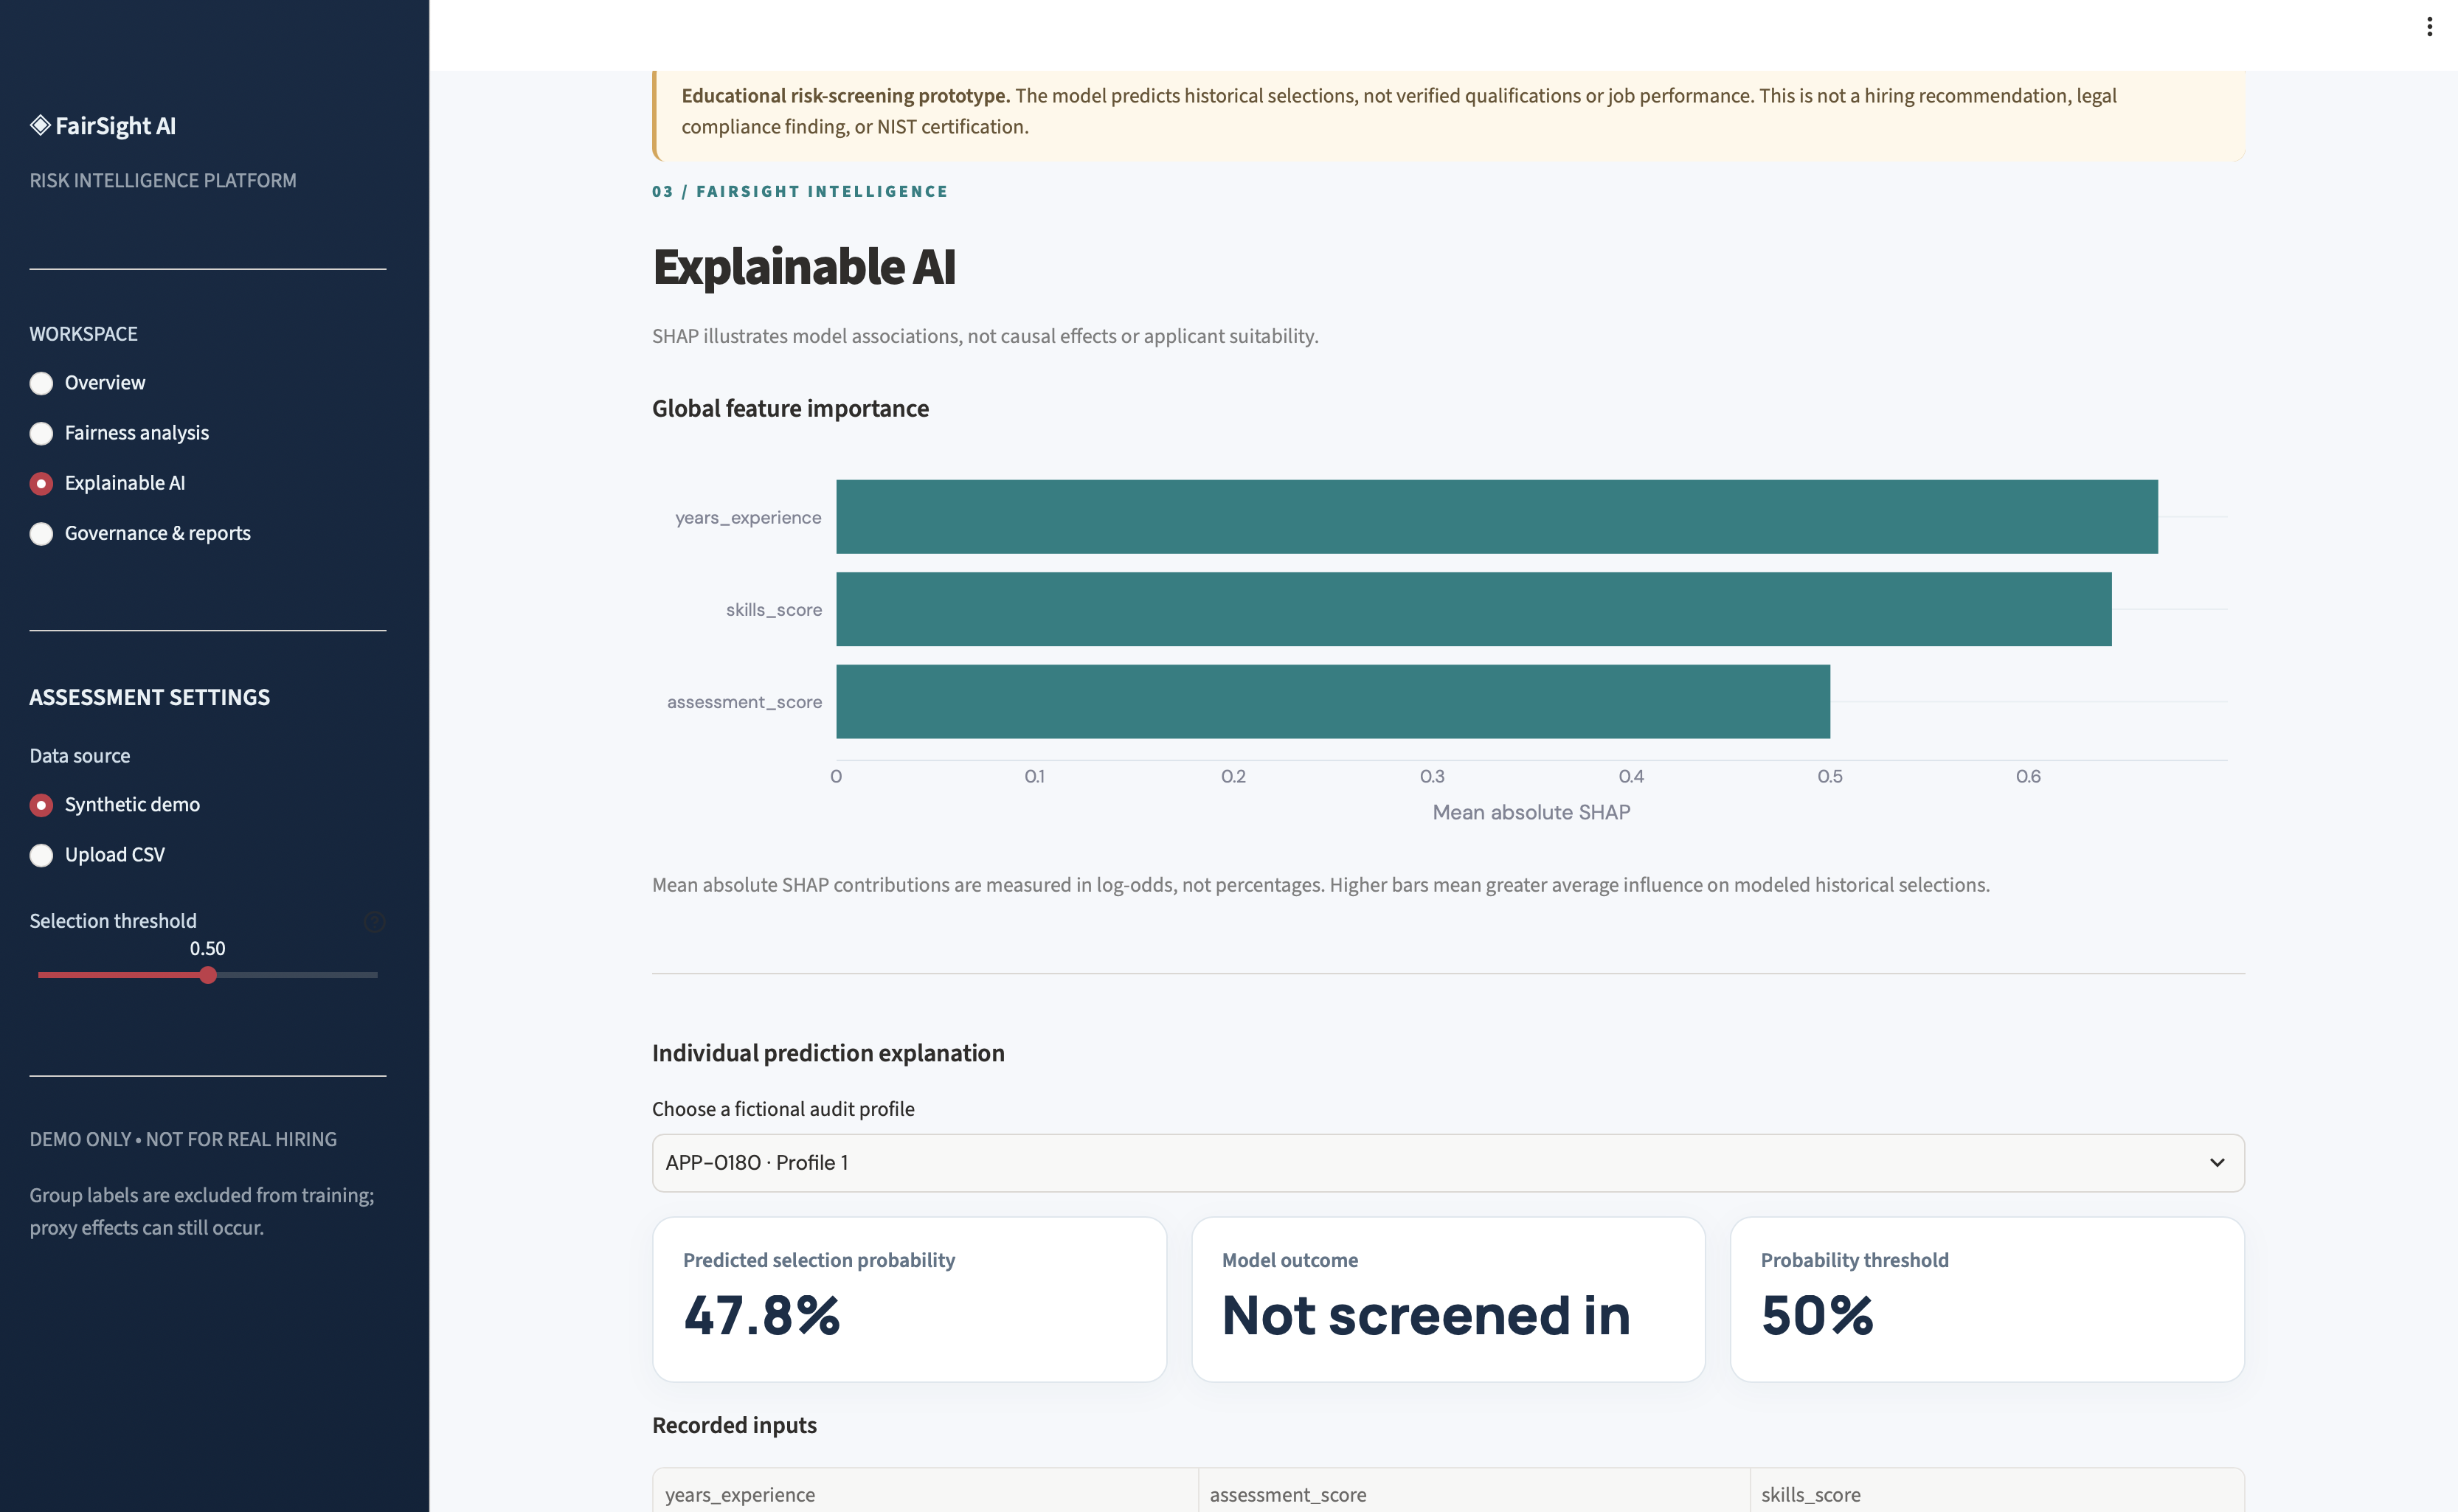 FairSight AI
RISK INTELLIGENCE PLATFORM
WORKSPACE
Overview
Fairness analysis
Explainable AI
Governance & reports
ASSESSMENT SETTINGS
Data source
Synthetic demo
Upload CSV
Selection threshold
?
0.50
DEMO ONLY • NOT FOR REAL HIRING
Group labels are excluded from training;
proxy effects can still occur.
Educational risk-screening prototype. The model predicts historical selections, not verified qualifications or job performance. This is not a hiring recommendation, legal
compliance finding, or NIST certification.
03 / FAIRSIGHT INTELLIGENCE
Explainable AI
SHAP illustrates model associations, not causal effects or applicant suitability.
Global feature importance
years_experience
skills_score
assessment_score
0 0.1 0.2 0.3 0.4 0.5 0.6
Mean absolute SHAP
Mean absolute SHAP contributions are measured in log-odds, not percentages. Higher bars mean greater average influence on modeled historical selections.
Individual prediction explanation
Choose a fictional audit profile
APP-0180 · Profile 1
Predicted selection probability
47.8%
Model outcome
Not screened in
Probability threshold
50%
Recorded inputs
years_experience assessment_score skills_score